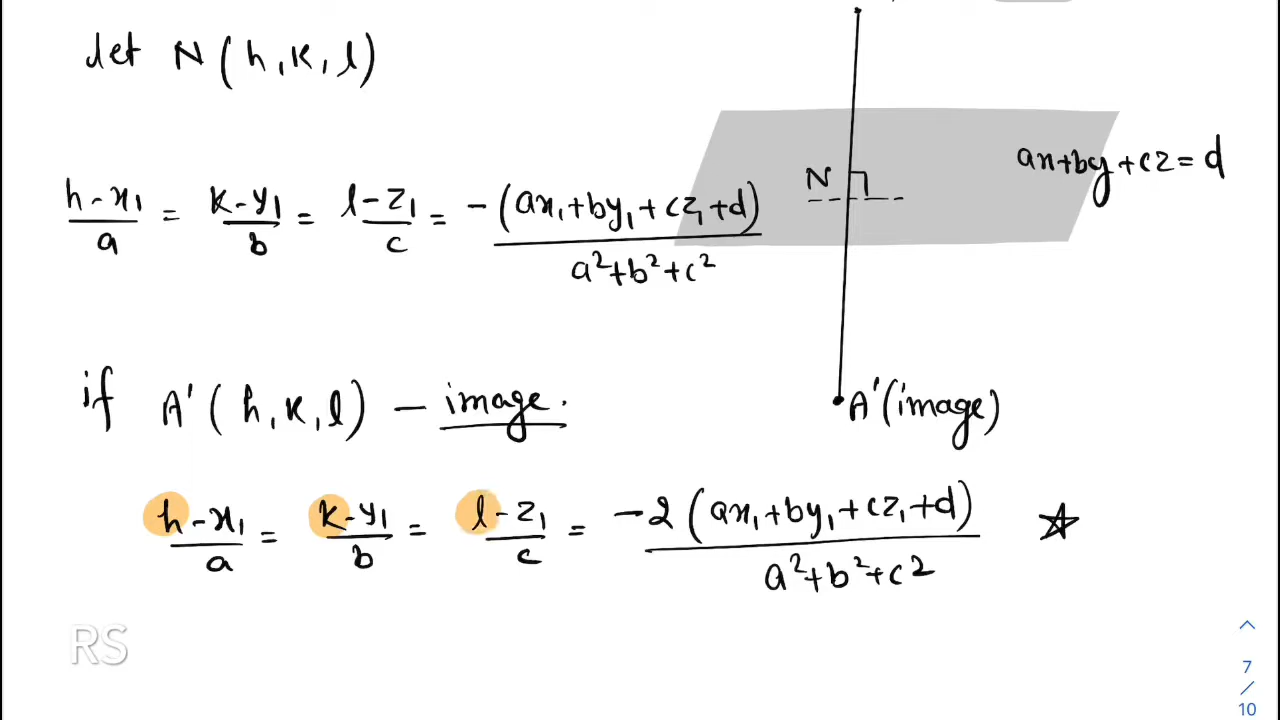 let N (h, k, l)
ax+by+cz = d
N
h-x₁/a = k-y₁/b = l-z₁/c = -(ax₁+by₁+cz₁+d)/a²+b²+c²
if A' (h, k, l) - image.
A' (image)
h-x₁/a = k-y₁/b = l-z₁/c = -2 (ax₁+by₁+cz₁+d)/a²+b²+c² ☆
RS
7
/
10